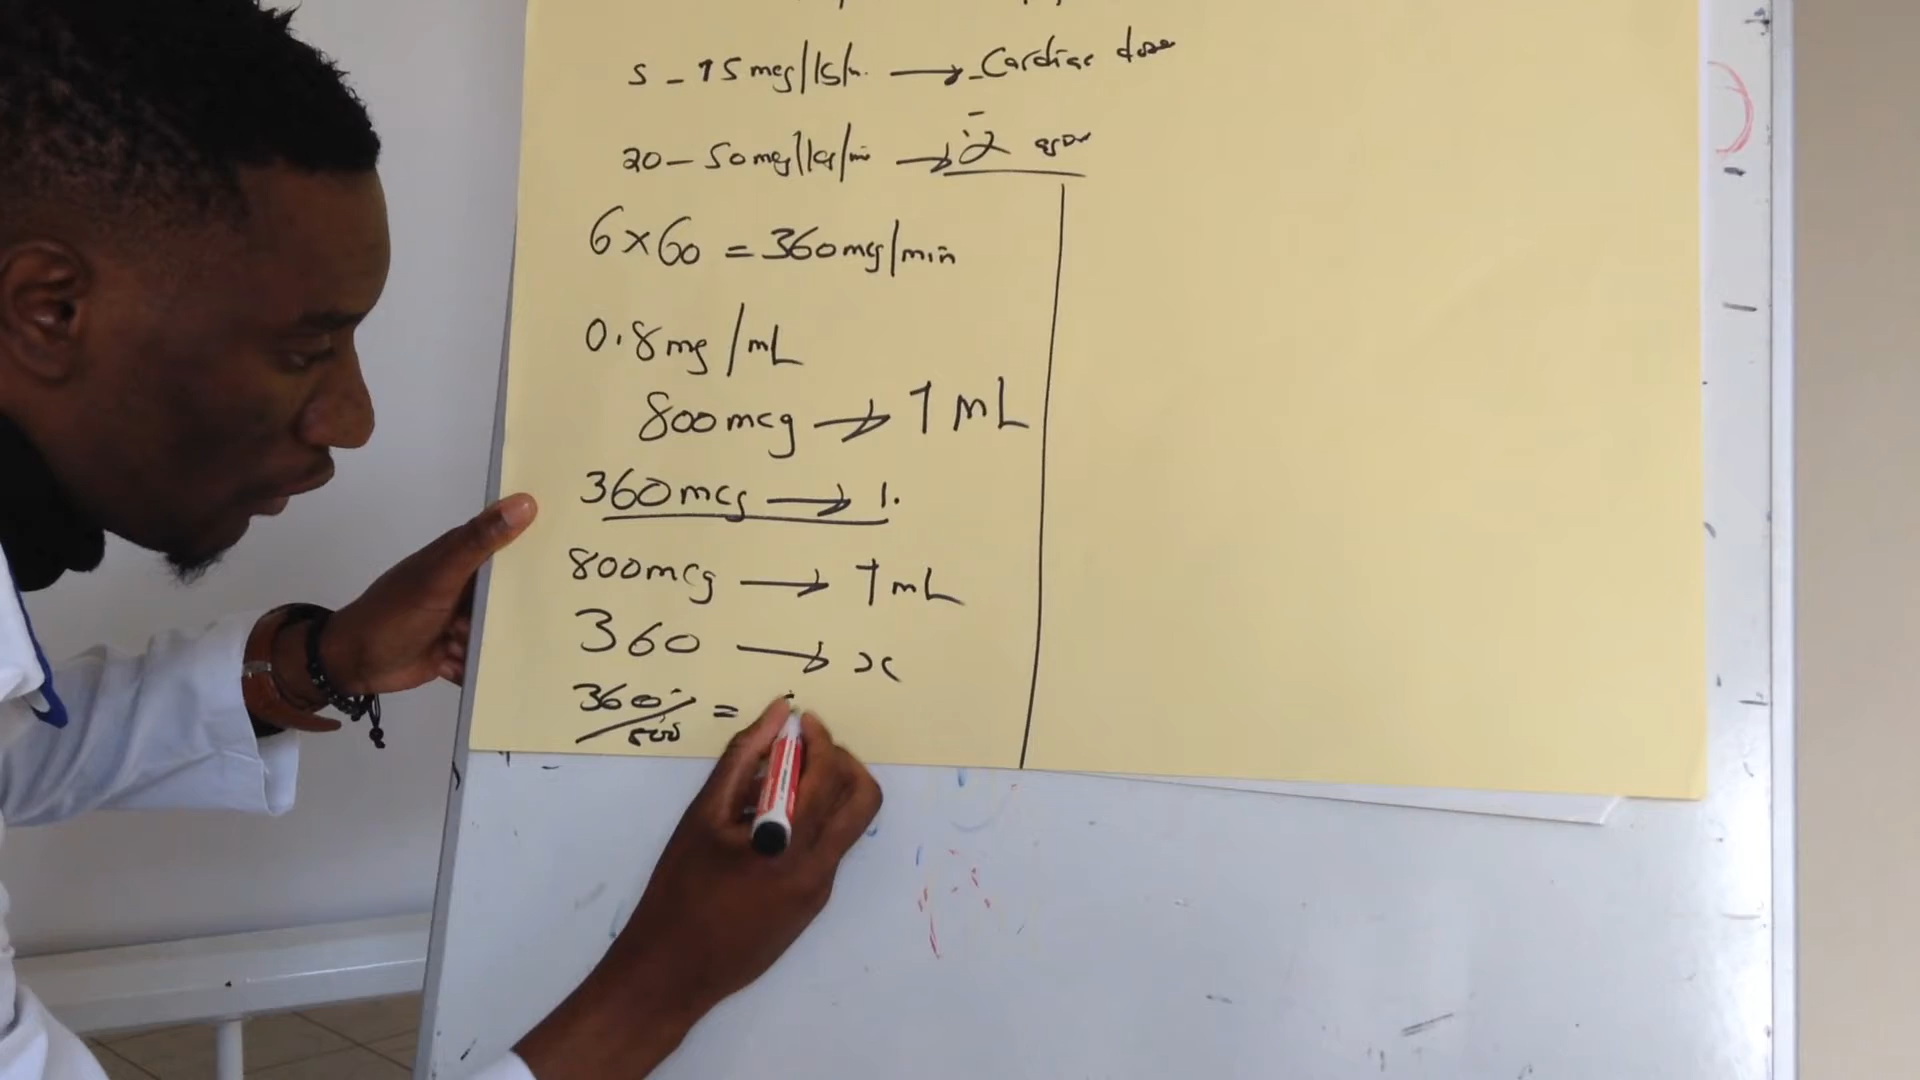 5 - 15 mcg/kg/m. → Cardiac dose
20 - 50 mcg/kg/min →
6 × 60 = 360 mcg/min
0.8 mg / mL
800 mcg → 1 mL
360 mcg → 1.
800 mcg → 1 mL
360 → x
360/800 =